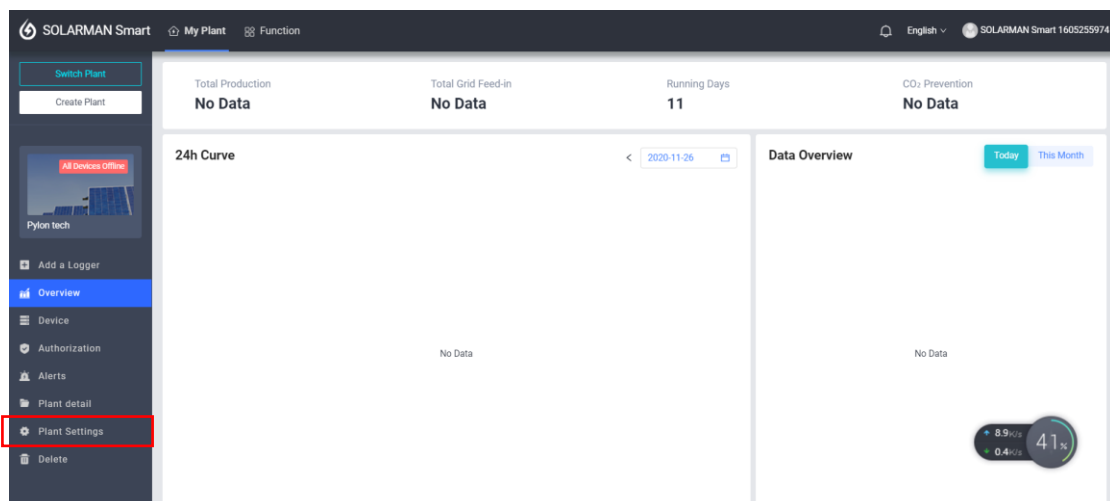 SOLARMAN Smart
My Plant
Function
English
SOLARMAN Smart 1605255974
Switch Plant
Create Plant
All Devices Offline
Pylon tech
Add a Logger
Overview
Device
Authorization
Alerts
Plant detail
Plant Settings
Delete
Total Production
No Data
Total Grid Feed-in
No Data
Running Days
11
CO₂ Prevention
No Data
24h Curve
< 2020-11-26
No Data
Data Overview
Today
This Month
No Data
8.9K/s
0.4K/s
41%